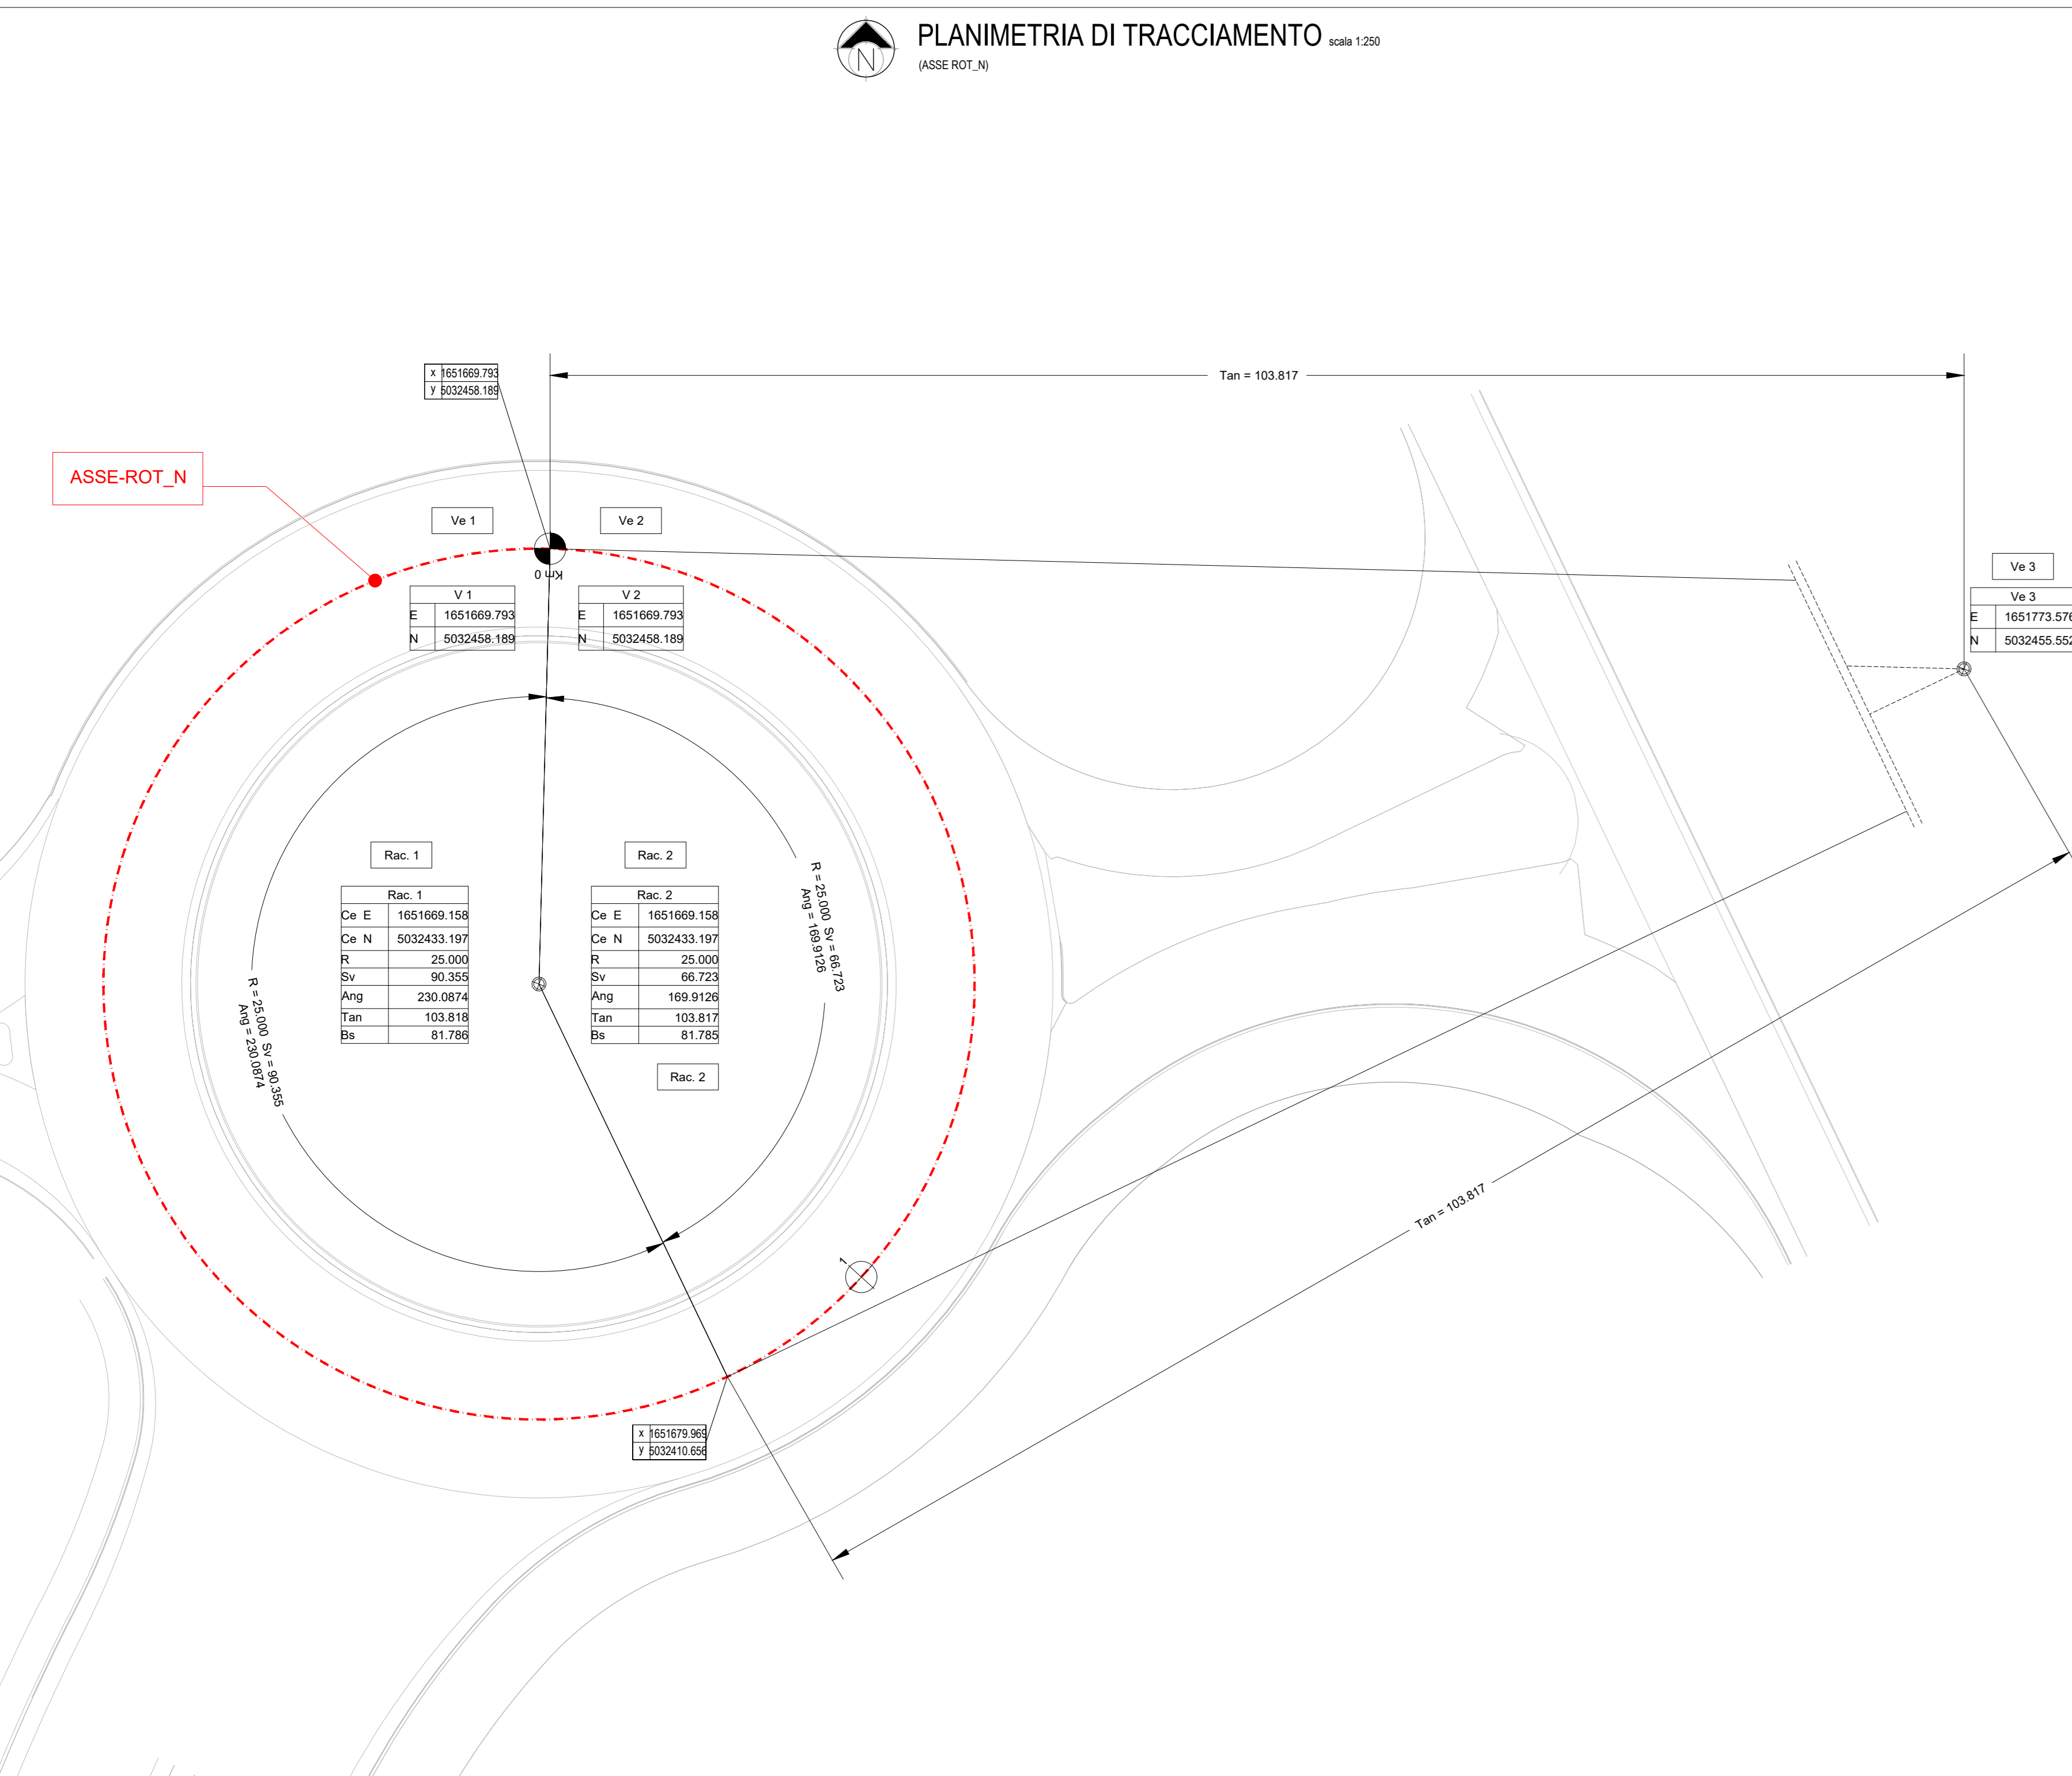 PLANIMETRIA DI TRACCIAMENTO scala 1:250
(ASSE ROT_N)
N
x 1651669.793
y 5032458.189
Tan = 103.817
ASSE-ROT_N
Ve 1
Ve 2
Km 0
V 1
E 1651669.793
N 5032458.189
V 2
E 1651669.793
N 5032458.189
Ve 3
Ve 3
E 1651773.576
N 5032455.552
Rac. 1
Rac. 1
Ce E 1651669.158
Ce N 5032433.197
R 25.000
Sv 90.355
Ang 230.0874
Tan 103.818
Bs 81.786
Rac. 2
Rac. 2
Ce E 1651669.158
Ce N 5032433.197
R 25.000
Sv 66.723
Ang 169.9126
Tan 103.817
Bs 81.785
Rac. 2
R = 25.000 Sv = 66.723
Ang = 169.9126
R = 25.000 Sv = 90.355
Ang = 230.0874
Tan = 103.817
1
x 1651679.969
y 5032410.656